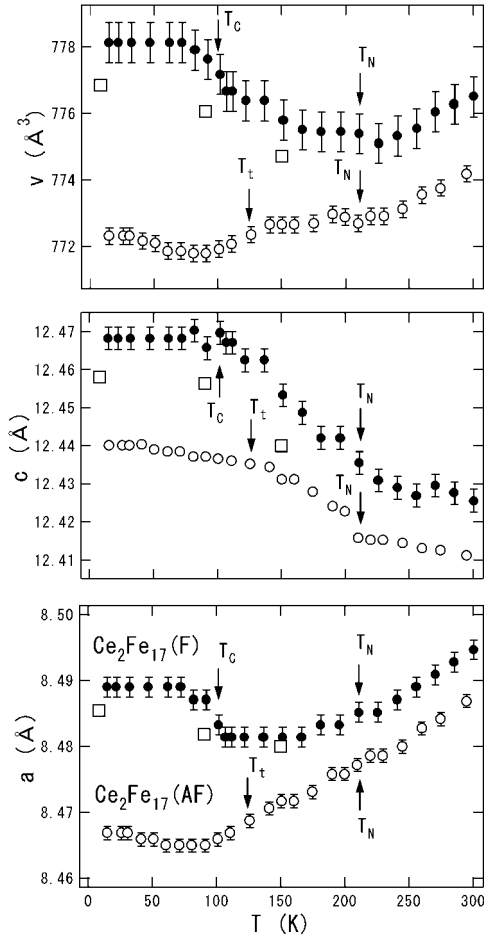 778
T_C
T_N
776
v (Å³)
774
T_t
T_N
772
12.47
12.46
T_C
12.45
T_t
T_N
c (Å)
12.44
12.43
T_N
12.42
12.41
8.50
Ce₂Fe₁₇(F)
T_C
T_N
8.49
a (Å)
8.48
Ce₂Fe₁₇(AF)
T_t
8.47
T_N
8.46
0 50 100 150 200 250 300
T (K)